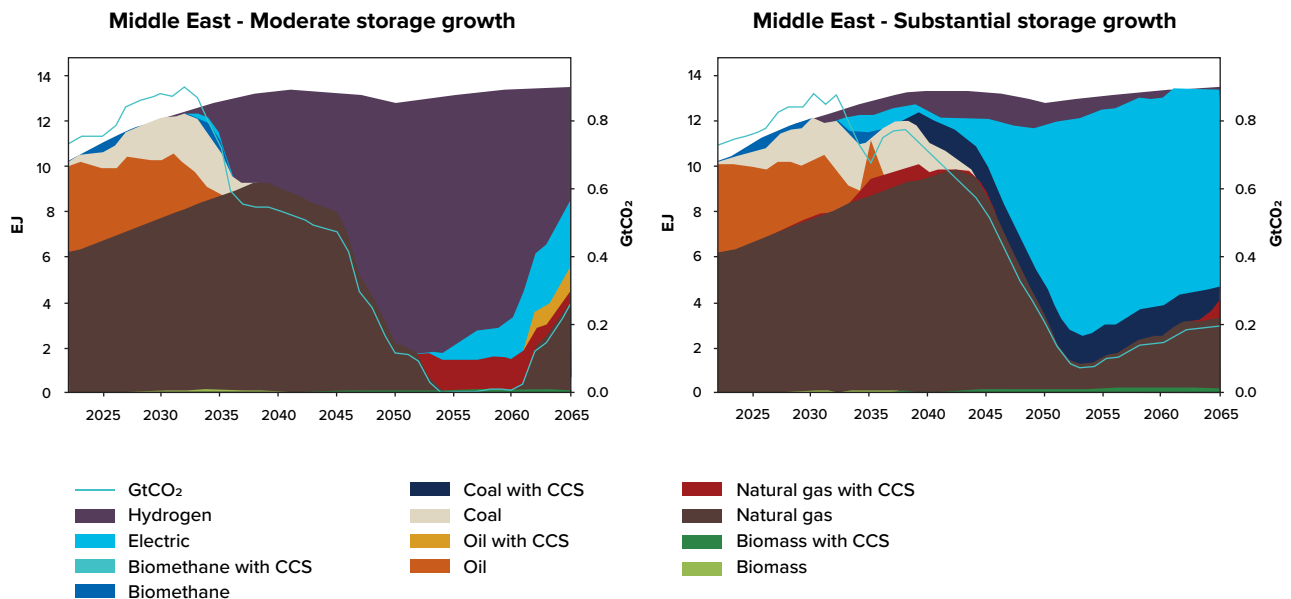 Middle East - Moderate storage growth
14
12
10
8
6
4
2
0
EJ
0.8
0.6
0.4
0.2
0.0
GtCO₂
2025 2030 2035 2040 2045 2050 2055 2060 2065
Middle East - Substantial storage growth
14
12
10
8
6
4
2
0
EJ
0.8
0.6
0.4
0.2
0.0
GtCO₂
2025 2030 2035 2040 2045 2050 2055 2060 2065
GtCO₂
Hydrogen
Electric
Biomethane with CCS
Biomethane
Coal with CCS
Coal
Oil with CCS
Oil
Natural gas with CCS
Natural gas
Biomass with CCS
Biomass